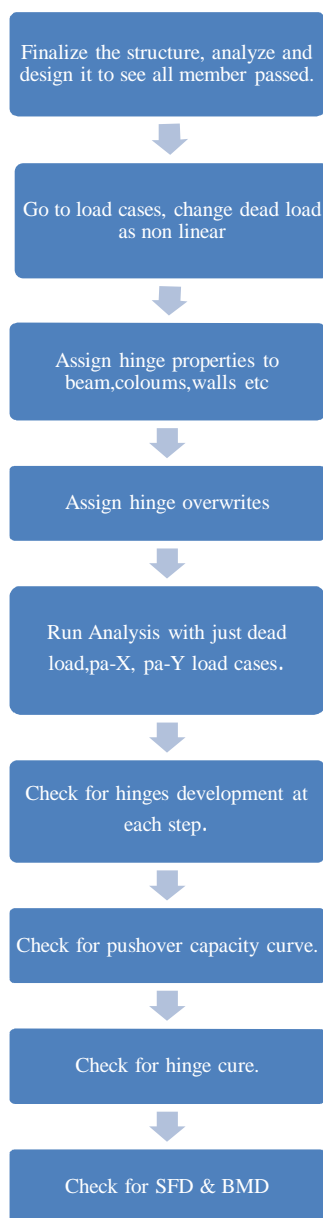 Finalize the structure, analyze and
design it to see all member passed.
Go to load cases, change dead load
as non linear
Assign hinge properties to
beam,coloums,walls etc
Assign hinge overwrites
Run Analysis with just dead
load,pa-X, pa-Y load cases.
Check for hinges development at
each step.
Check for pushover capacity curve.
Check for hinge cure.
Check for SFD & BMD